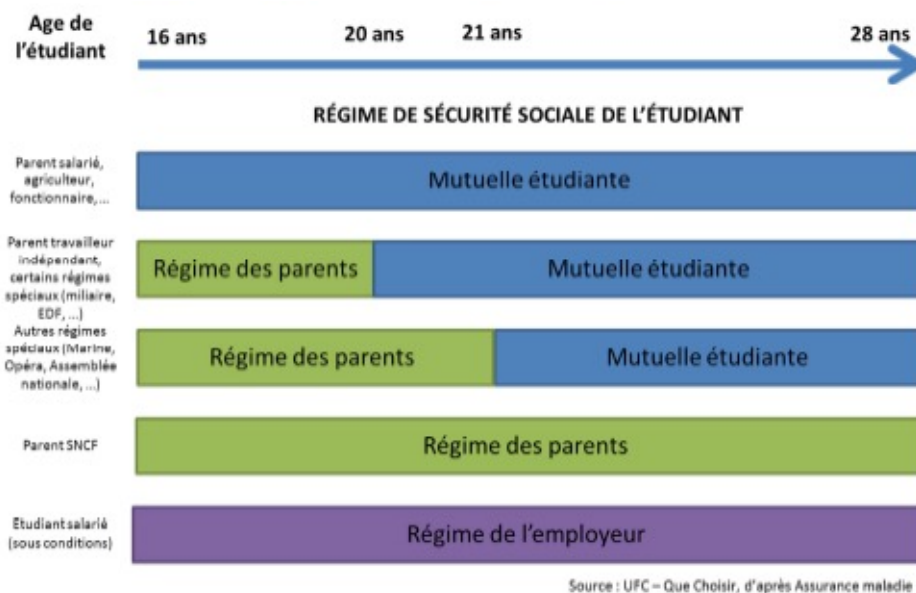 Age de
l'étudiant
16 ans
20 ans
21 ans
28 ans
RÉGIME DE SÉCURITÉ SOCIALE DE L'ÉTUDIANT
Parent salarié,
agriculteur,
fonctionnaire,...
Mutuelle étudiante
Parent travailleur
indépendant,
certains régimes
spéciaux (miliaire,
EDF, ...)
Régime des parents
Mutuelle étudiante
Autres régimes
spéciaux (Marine,
Opéra, Assemblée
nationale, ...)
Régime des parents
Mutuelle étudiante
Parent SNCF
Régime des parents
Etudiant salarié
(sous conditions)
Régime de l'employeur
Source : UFC – Que Choisir, d'après Assurance maladie